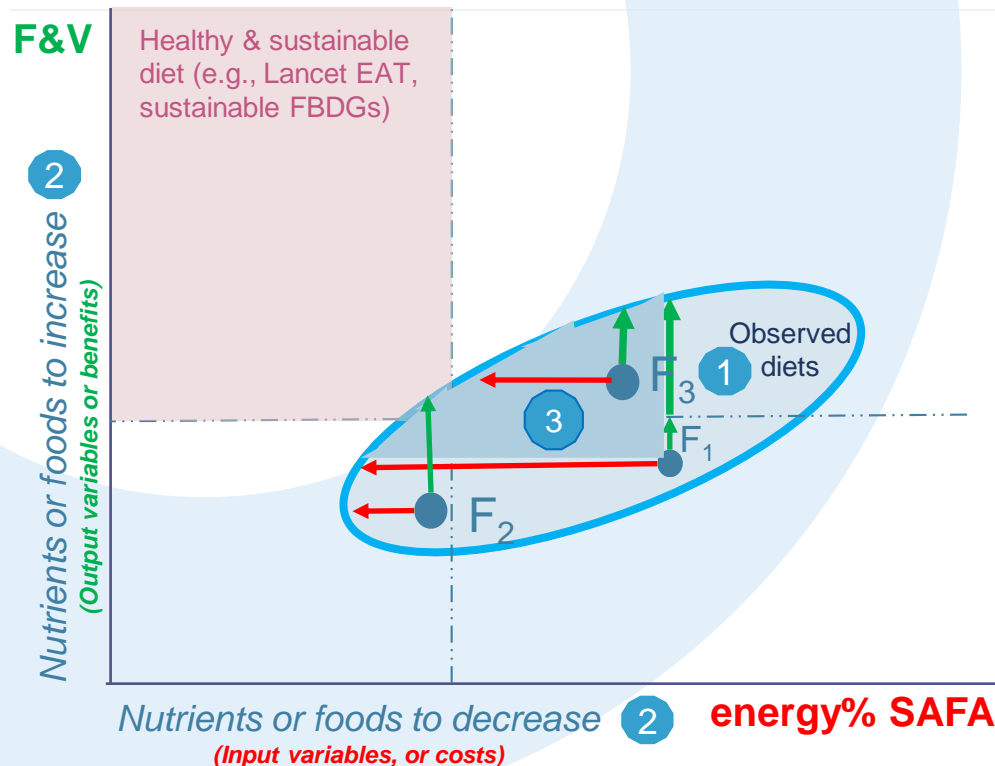 F&V
Healthy & sustainable
diet (e.g., Lancet EAT,
sustainable FBDGs)
Nutrients or foods to increase 2
(Output variables or benefits)
Observed
diets
1
F3
3
F1
F2
Nutrients or foods to decrease 2
(Input variables, or costs)
energy% SAFA